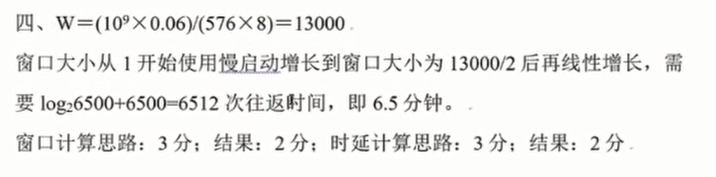 四、W＝(10⁹×0.06)/(576×8)＝13000
窗口大小从 1 开始使用慢启动增长到窗口大小为 13000/2 后再线性增长，需
要 log₂6500+6500=6512 次往返时间，即 6.5 分钟。
窗口计算思路：3 分；结果：2 分；时延计算思路：3 分；结果：2 分